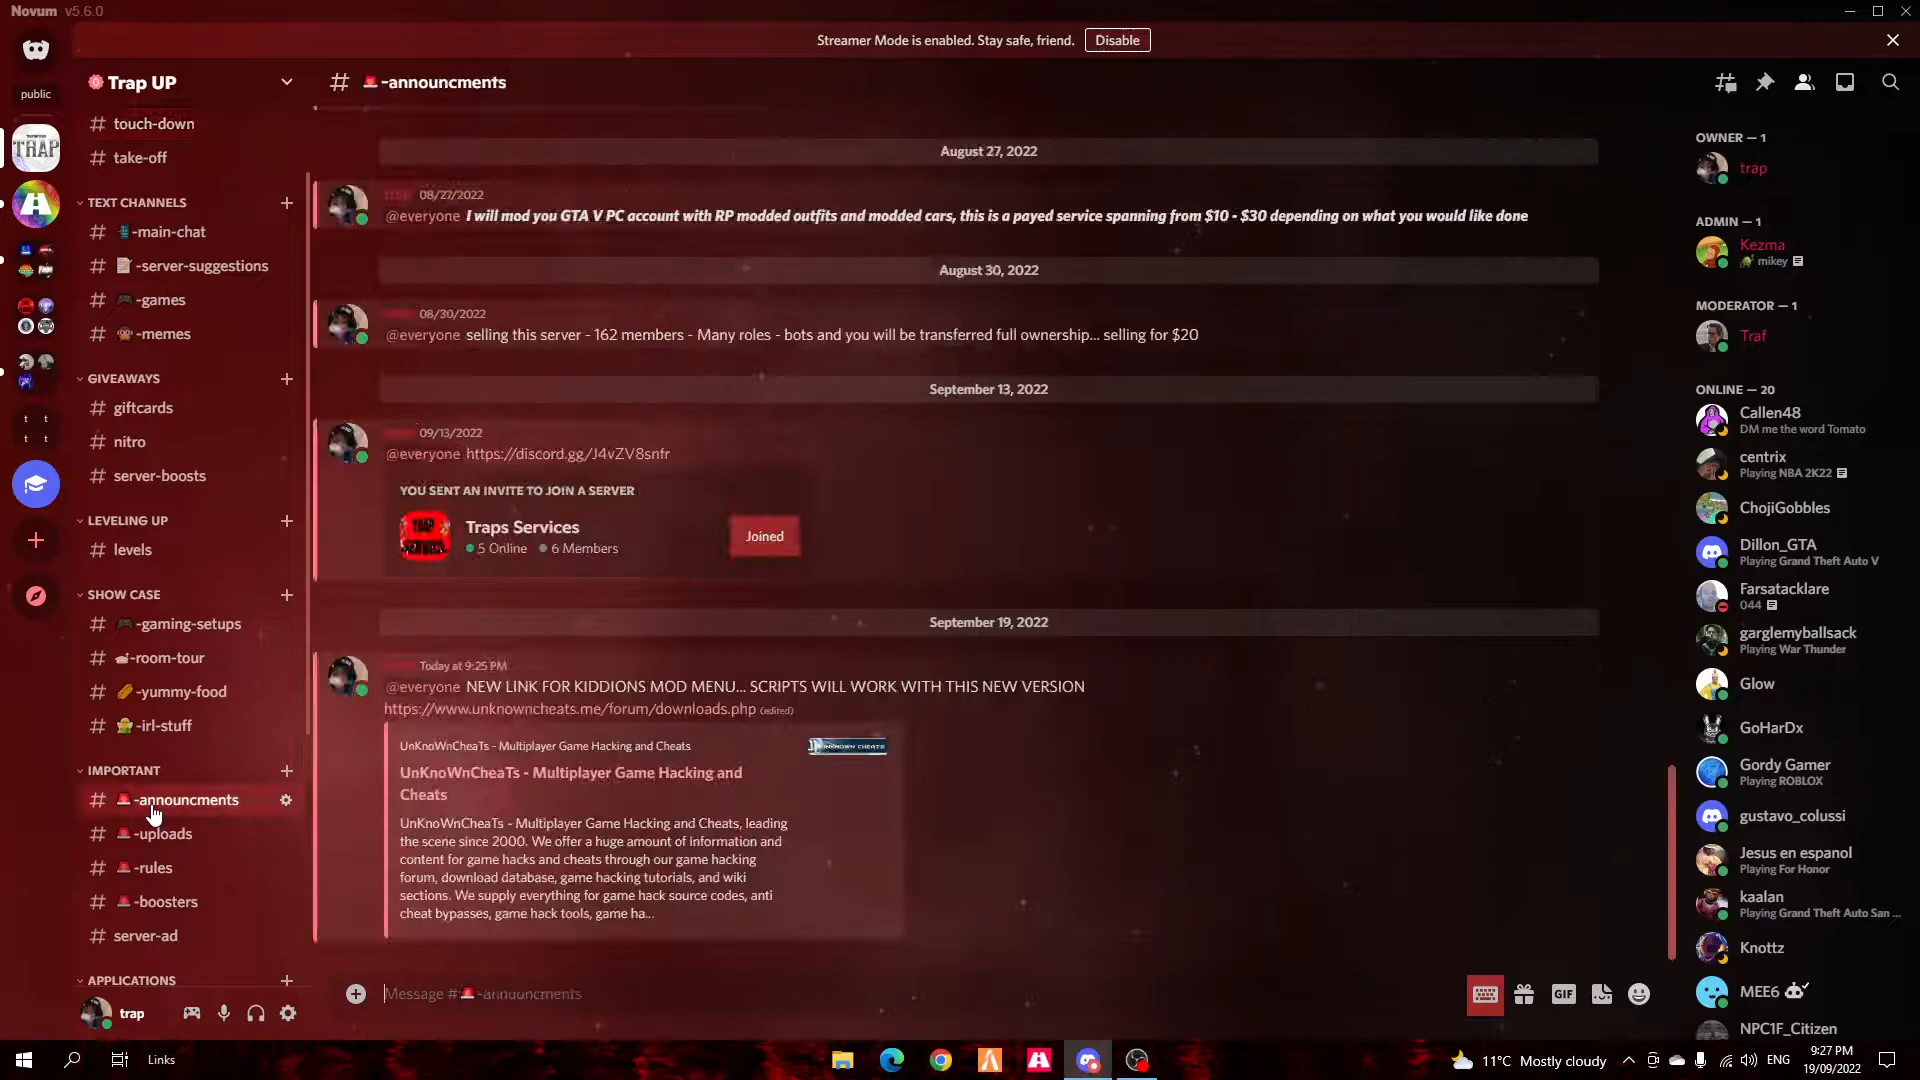 Novum v5.6.0
Streamer Mode is enabled. Stay safe, friend. Disable
public
Trap UP
-announcments
TRAP
touch-down
take-off
TEXT CHANNELS
-main-chat
-server-suggestions
-games
-memes
GIVEAWAYS
giftcards
nitro
server-boosts
LEVELING UP
levels
SHOW CASE
-gaming-setups
-room-tour
-yummy-food
-irl-stuff
IMPORTANT
-announcments
-uploads
-rules
-boosters
server-ad
APPLICATIONS
trap
August 27, 2022
08/27/2022
@everyone I will mod you GTA V PC account with RP modded outfits and modded cars, this is a payed service spanning from $10 - $30 depending on what you would like done
August 30, 2022
08/30/2022
@everyone selling this server - 162 members - Many roles - bots and you will be transferred full ownership... selling for $20
September 13, 2022
09/13/2022
@everyone https://discord.gg/J4vZV8snfr
YOU SENT AN INVITE TO JOIN A SERVER
Traps Services
5 Online 6 Members
Joined
September 19, 2022
Today at 9:25 PM
@everyone NEW LINK FOR KIDDIONS MOD MENU... SCRIPTS WILL WORK WITH THIS NEW VERSION
https://www.unknowncheats.me/forum/downloads.php (edited)
UnKnoWnCheaTs - Multiplayer Game Hacking and Cheats
UnKnoWnCheaTs - Multiplayer Game Hacking and
Cheats
UnKnoWnCheaTs - Multiplayer Game Hacking and Cheats, leading
the scene since 2000. We offer a huge amount of information and
content for game hacks and cheats through our game hacking
forum, download database, game hacking tutorials, and wiki
sections. We supply everything for game hack source codes, anti
cheat bypasses, game hack tools, game ha...
Message #-announcments
GIF
OWNER — 1
trap
ADMIN — 1
Kezma
mikey
MODERATOR — 1
Traf
ONLINE — 20
Callen48
DM me the word Tomato
centrix
Playing NBA 2K22
ChojiGobbles
Dillon_GTA
Playing Grand Theft Auto V
Farsatacklare
044
garglemyballsack
Playing War Thunder
Glow
GoHarDx
Gordy Gamer
Playing ROBLOX
gustavo_colussi
Jesus en espanol
Playing For Honor
kaalan
Playing Grand Theft Auto San ...
Knottz
MEE6
NPC1F_Citizen
Links
11°C Mostly cloudy
ENG
9:27 PM
19/09/2022